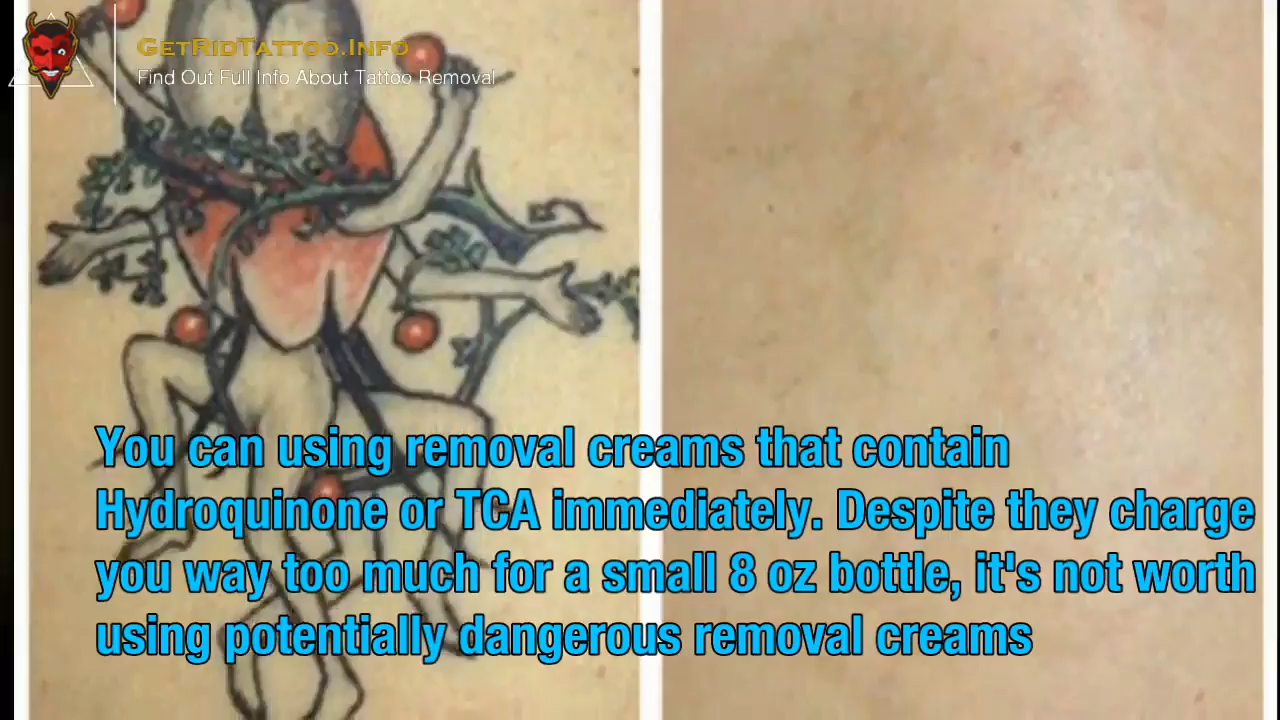 GetRidTattoo.Info
Find Out Full Info About Tattoo Removal
You can using removal creams that contain
Hydroquinone or TCA immediately. Despite they charge
you way too much for a small 8 oz bottle, it's not worth
using potentially dangerous removal creams